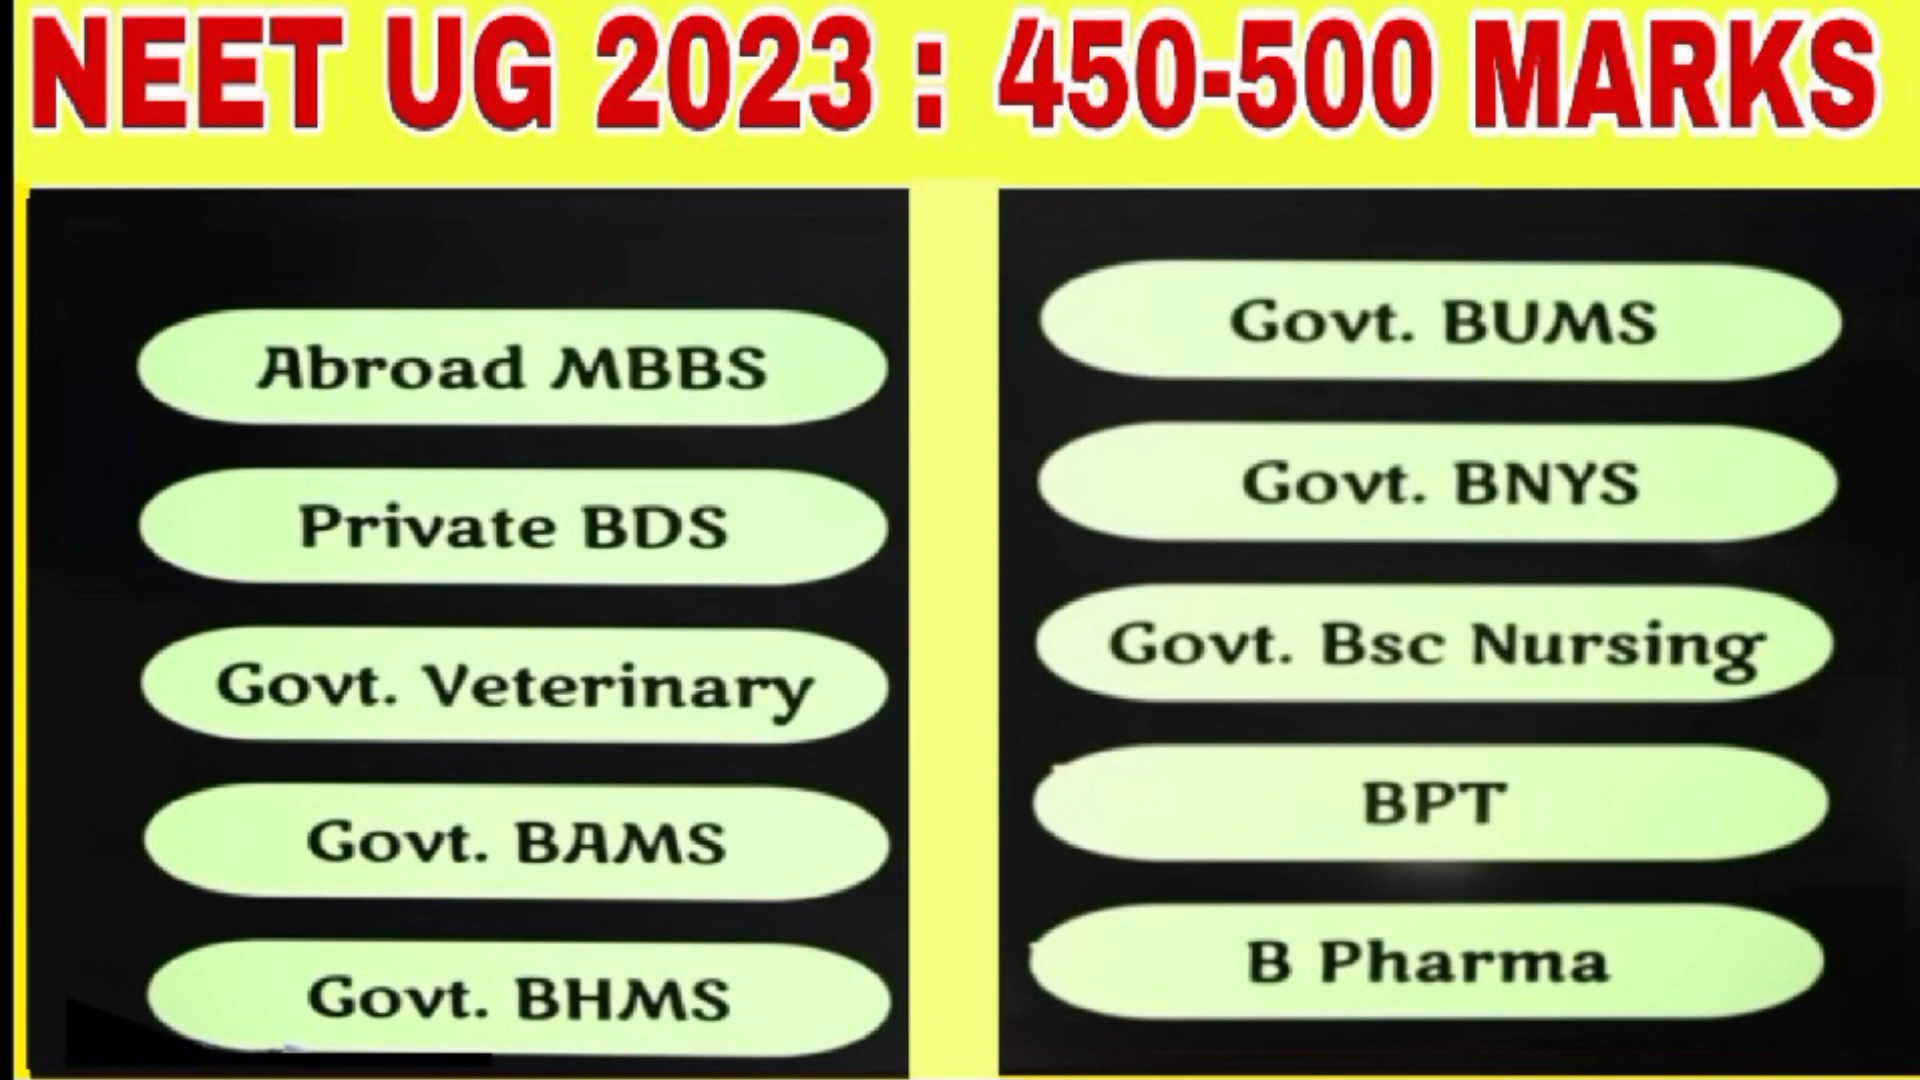 NEET UG 2023 : 450-500 MARKS
Abroad MBBS
Private BDS
Govt. Veterinary
Govt. BAMS
Govt. BHMS
Govt. BUMS
Govt. BNYS
Govt. Bsc Nursing
BPT
B Pharma